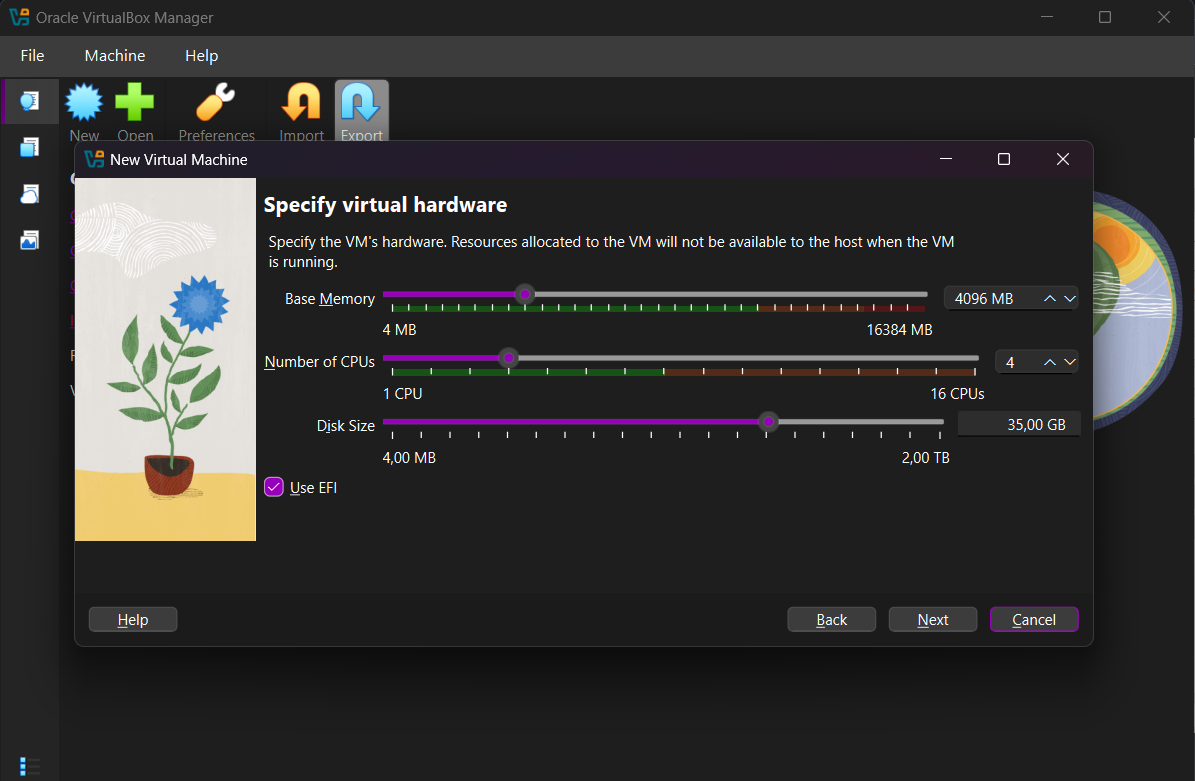 Oracle VirtualBox Manager
File Machine Help
New Open Preferences Import Export
New Virtual Machine
Specify virtual hardware
Specify the VM's hardware. Resources allocated to the VM will not be available to the host when the VM
is running.
Base Memory 4096 MB
4 MB 16384 MB
Number of CPUs 4
1 CPU 16 CPUs
Disk Size 35,00 GB
4,00 MB 2,00 TB
Use EFI
Help Back Next Cancel